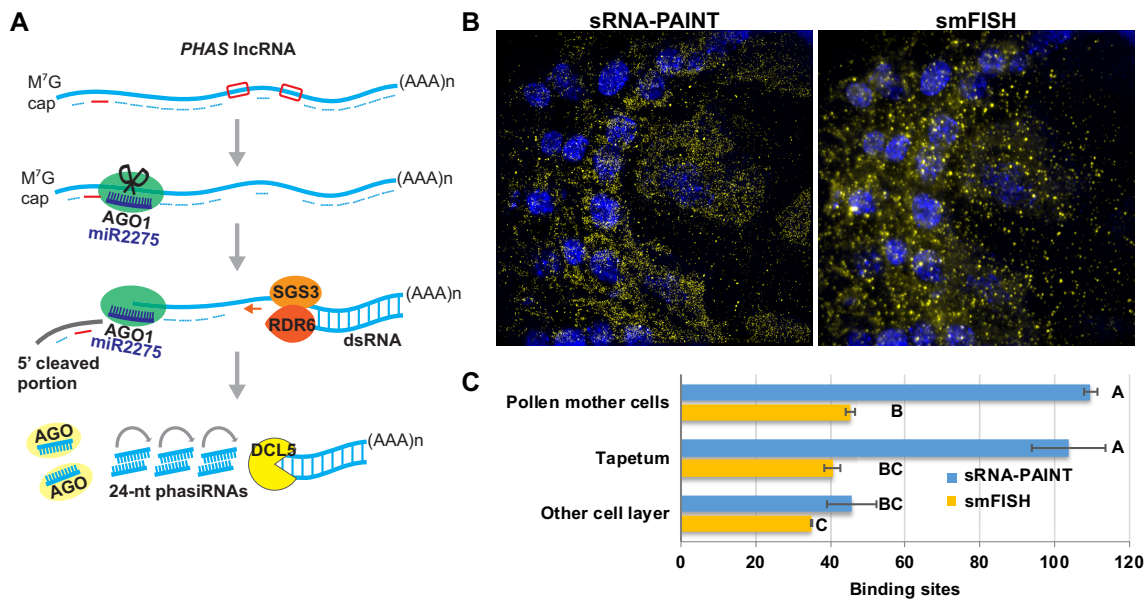 A
PHAS lncRNA
M⁷G
cap
(AAA)n
M⁷G
cap
(AAA)n
AGO1
miR2275
SGS3
(AAA)n
RDR6
AGO1
dsRNA
miR2275
5’ cleaved
portion
AGO
DCL5
(AAA)n
AGO
24-nt phasiRNAs
B
sRNA-PAINT
smFISH
C
Pollen mother cells
A
B
Tapetum
A
BC
sRNA-PAINT
Other cell layer
BC
smFISH
C
0 20 40 60 80 100 120
Binding sites